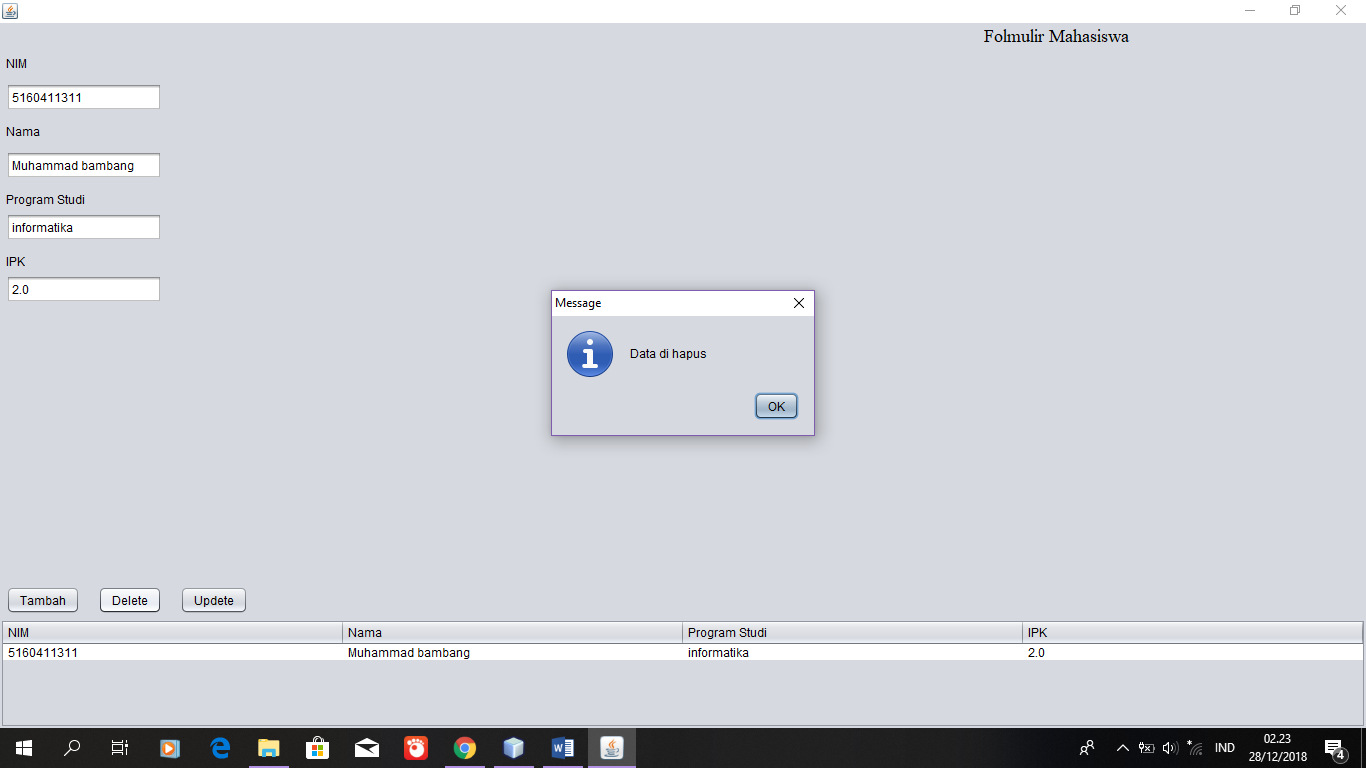 Folmulir Mahasiswa
NIM
5160411311
Nama
Muhammad bambang
Program Studi
informatika
IPK
2.0
Message
Data di hapus
OK
Tambah Delete Updete
NIM Nama Program Studi IPK
5160411311 Muhammad bambang informatika 2.0
IND
02.23
28/12/2018
4